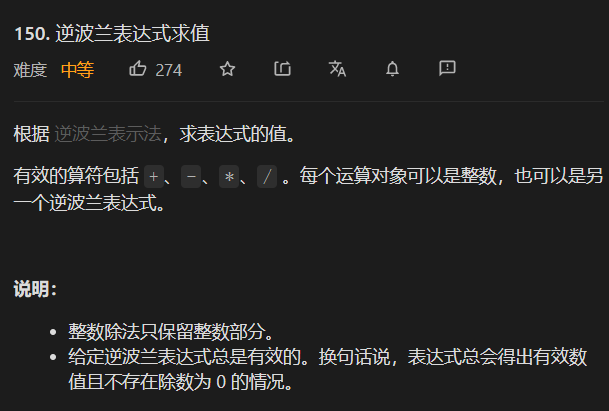 150. 逆波兰表达式求值
难度 中等 274
根据 逆波兰表示法，求表达式的值。
有效的算符包括 +、-、*、/ 。每个运算对象可以是整数，也可以是另
一个逆波兰表达式。
说明：
• 整数除法只保留整数部分。
• 给定逆波兰表达式总是有效的。换句话说，表达式总会得出有效数
值且不存在除数为 0 的情况。